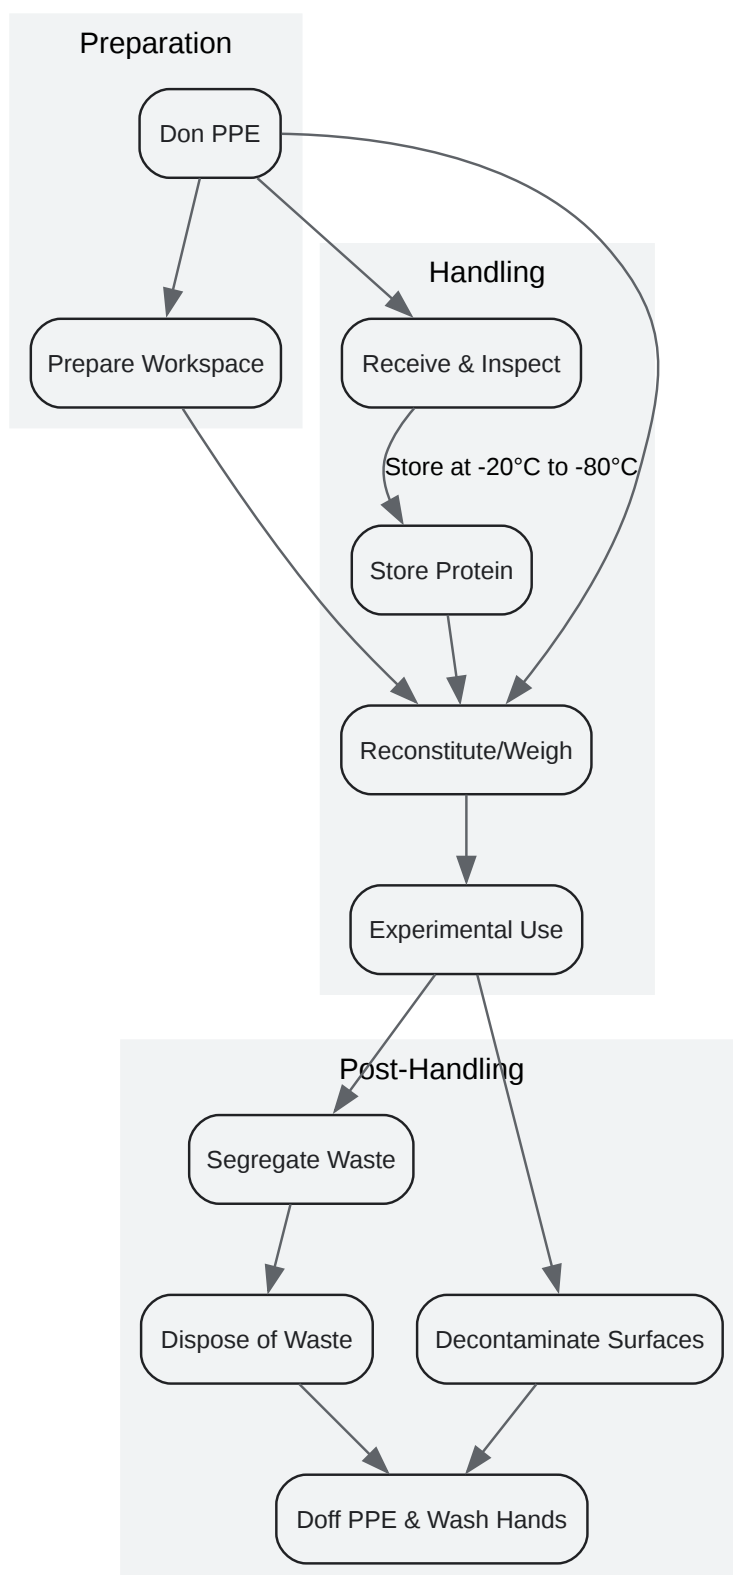 Preparation
Don PPE
Handling
Prepare Workspace
Receive & Inspect
Store at -20°C to -80°C
Store Protein
Reconstitute/Weigh
Experimental Use
Post-Handling
Segregate Waste
Dispose of Waste
Decontaminate Surfaces
Doff PPE & Wash Hands